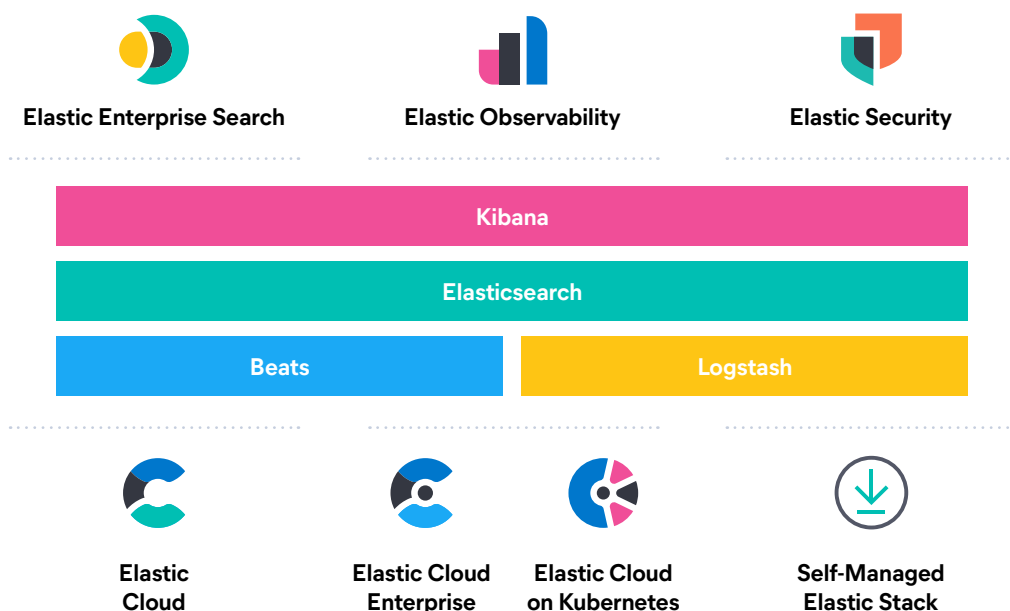 Elastic Enterprise Search
Elastic Observability
Elastic Security
Kibana
Elasticsearch
Beats
Logstash
Elastic
Cloud
Elastic Cloud
Enterprise
Elastic Cloud
on Kubernetes
Self-Managed
Elastic Stack